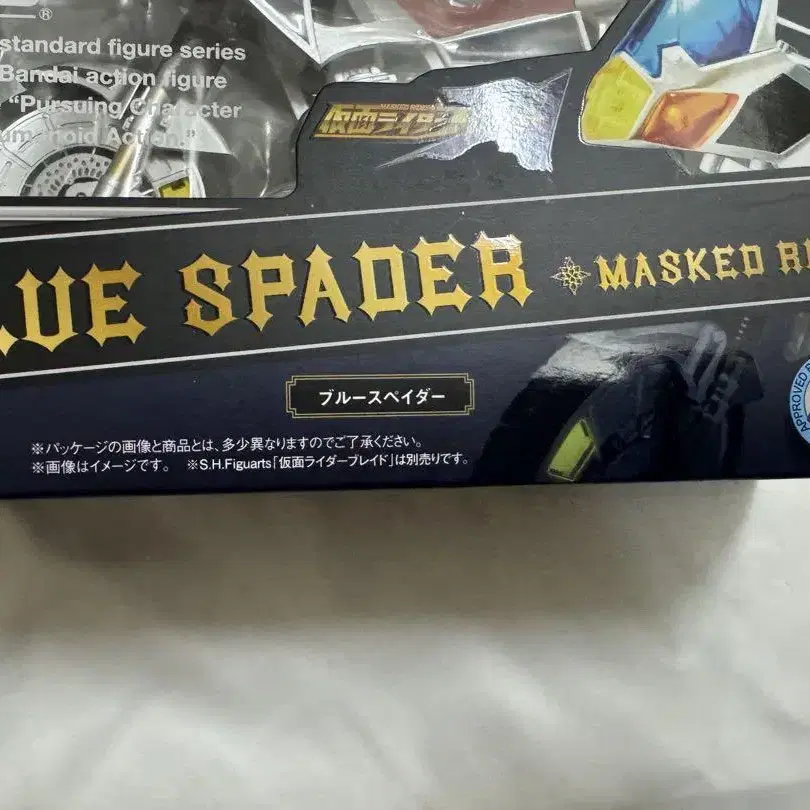 ®
standard figure series
Bandai action figure
"Pursuing Character
MASKED RIDER
仮面ライダー
LUE SPADER MASKED RI
ブルースペイダー
※パッケージの画像と商品とは、多少異なりますのでご了承ください。
※画像はイメージです。 ※S.H.Figuarts「仮面ライダーブレイド」は別売りです。
APPROVED